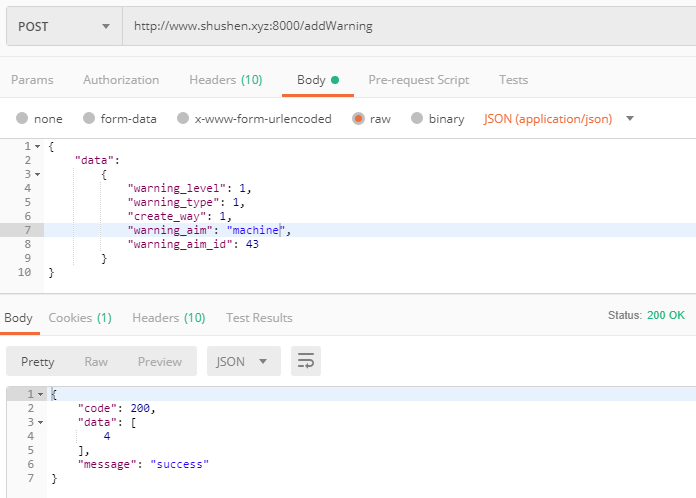 POST http://www.shushen.xyz:8000/addWarning
Params Authorization Headers (10) Body Pre-request Script Tests
none form-data x-www-form-urlencoded raw binary JSON (application/json)
1 {
2 "data":
3 {
4 "warning_level": 1,
5 "warning_type": 1,
6 "create_way": 1,
7 "warning_aim": "machine",
8 "warning_aim_id": 43
9 }
10 }
Body Cookies (1) Headers (10) Test Results Status: 200 OK
Pretty Raw Preview JSON
1 {
2 "code": 200,
3 "data": [
4 4
5 ],
6 "message": "success"
7 }